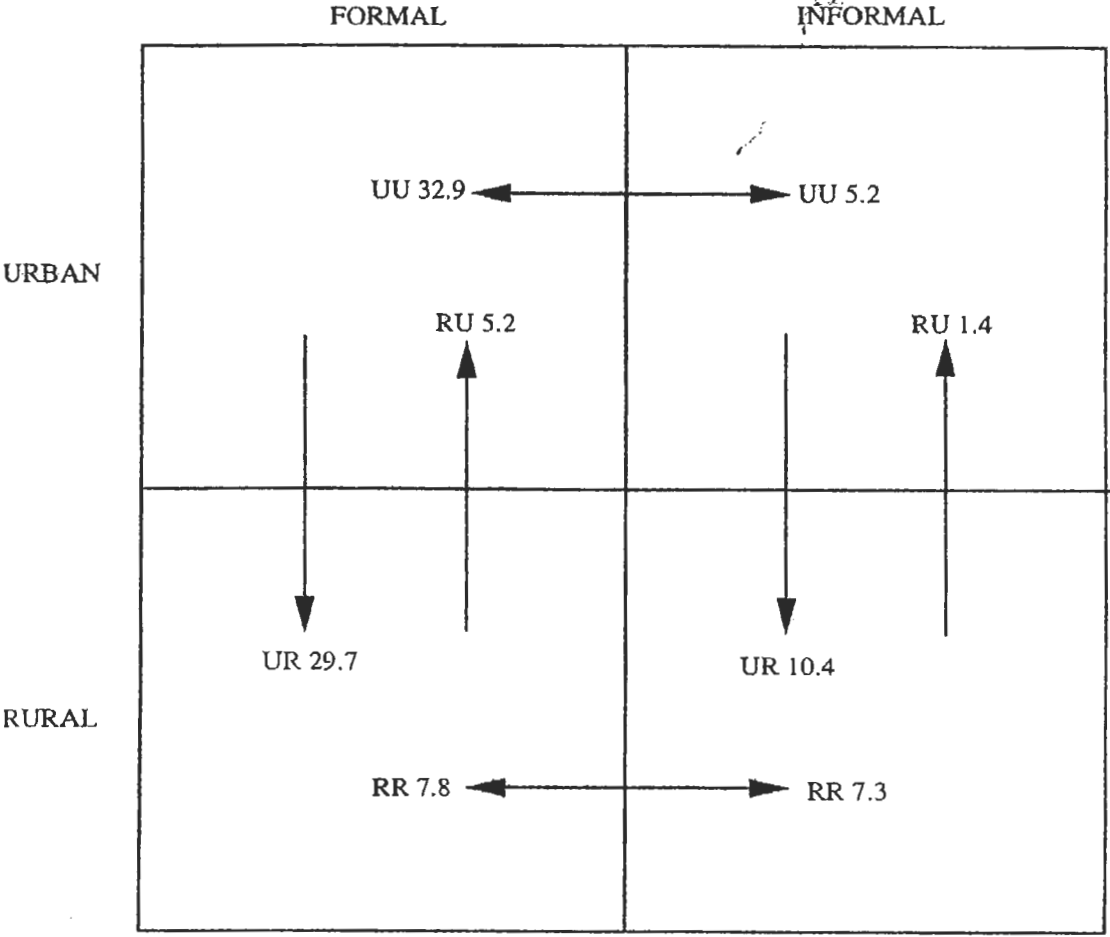 FORMAL INFORMAL
UU 32.9 UU 5.2
URBAN
RU 5.2 RU 1.4
UR 29.7 UR 10.4
RURAL
RR 7.8 RR 7.3